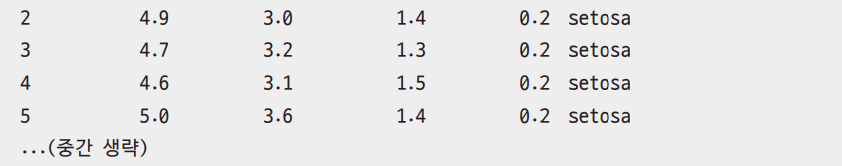 2 4.9 3.0 1.4 0.2 setosa
3 4.7 3.2 1.3 0.2 setosa
4 4.6 3.1 1.5 0.2 setosa
5 5.0 3.6 1.4 0.2 setosa
...(중간 생략)